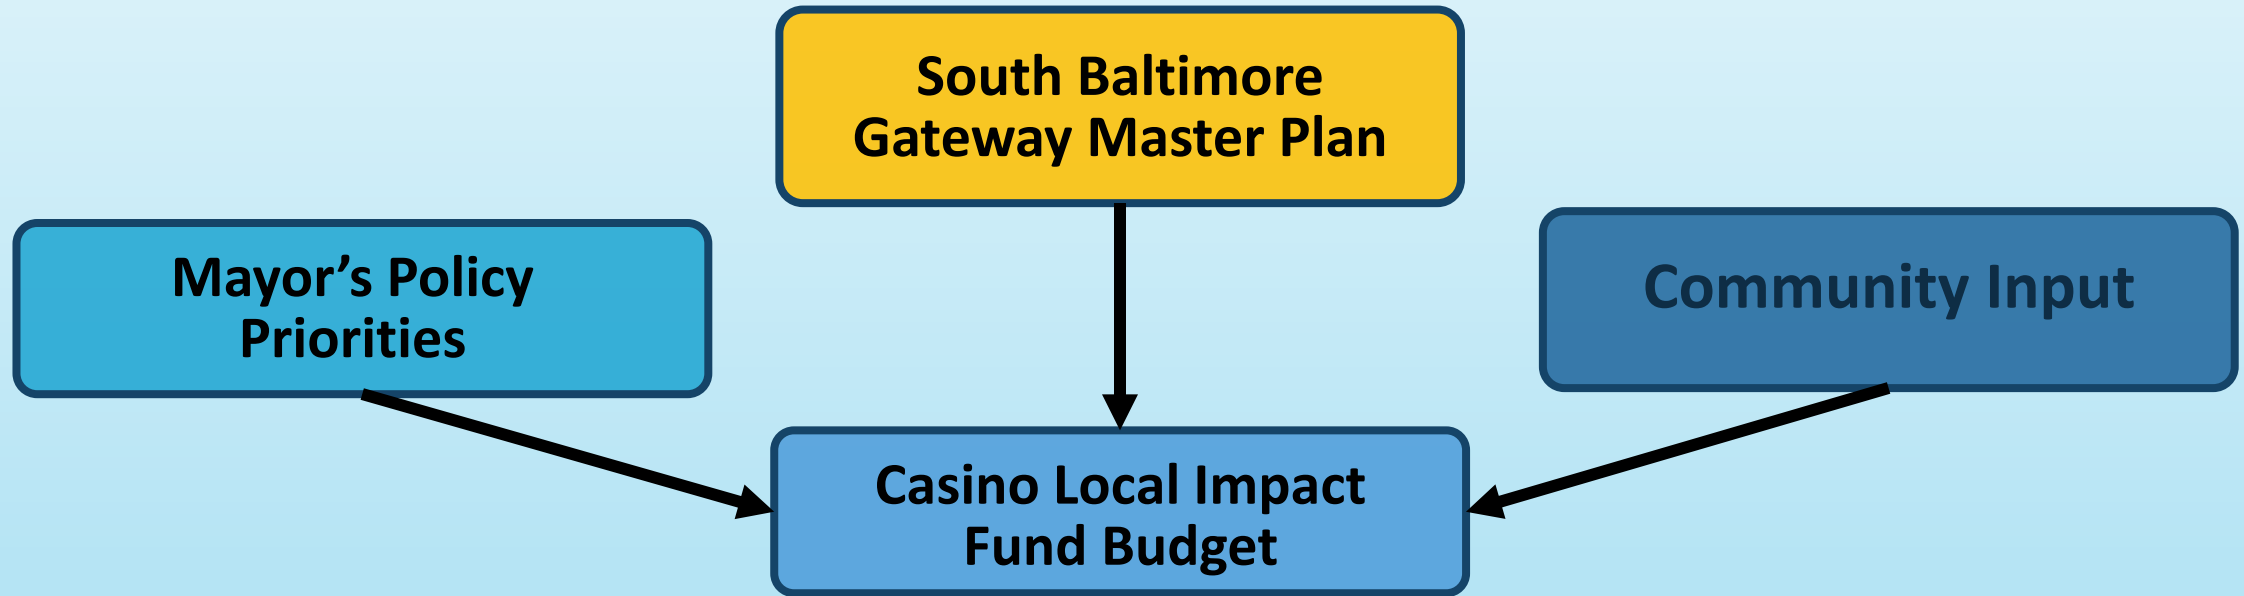 South Baltimore
Gateway Master Plan
Mayor’s Policy
Priorities
Community Input
Casino Local Impact
Fund Budget